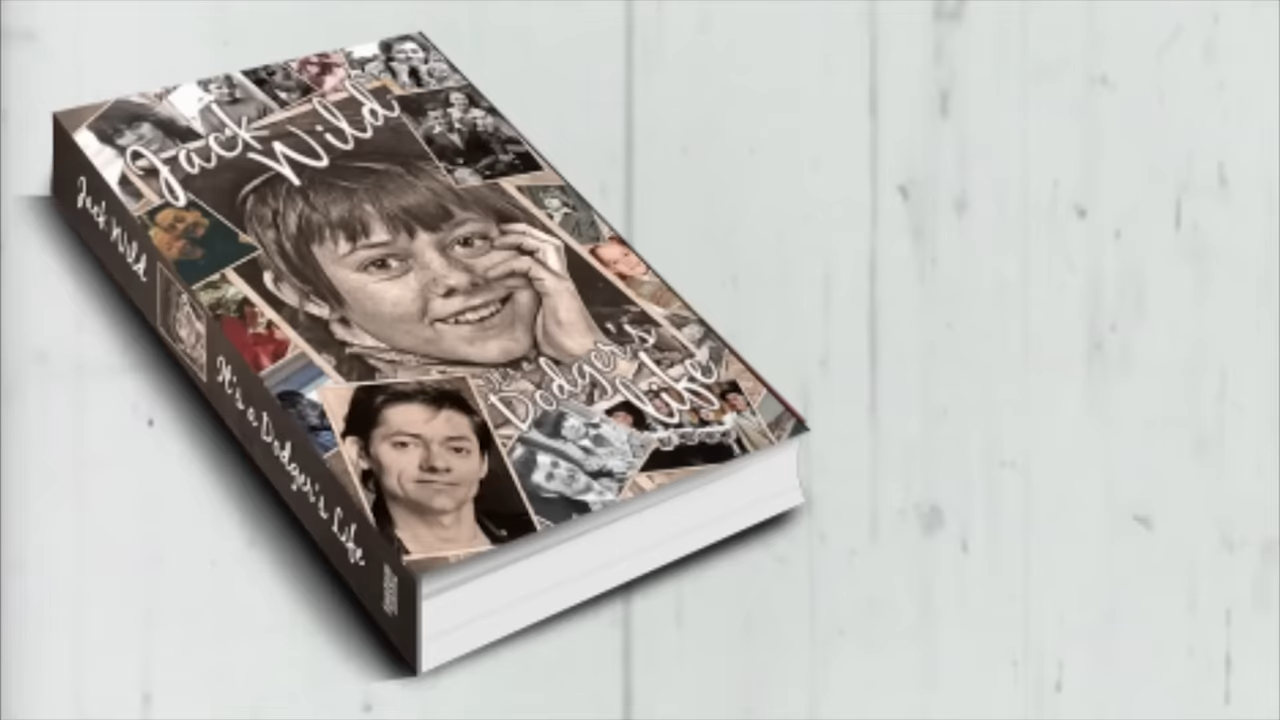 Jack
Wild
It's a
Dodger's
Life
Jack Wild
It's a Dodger's Life